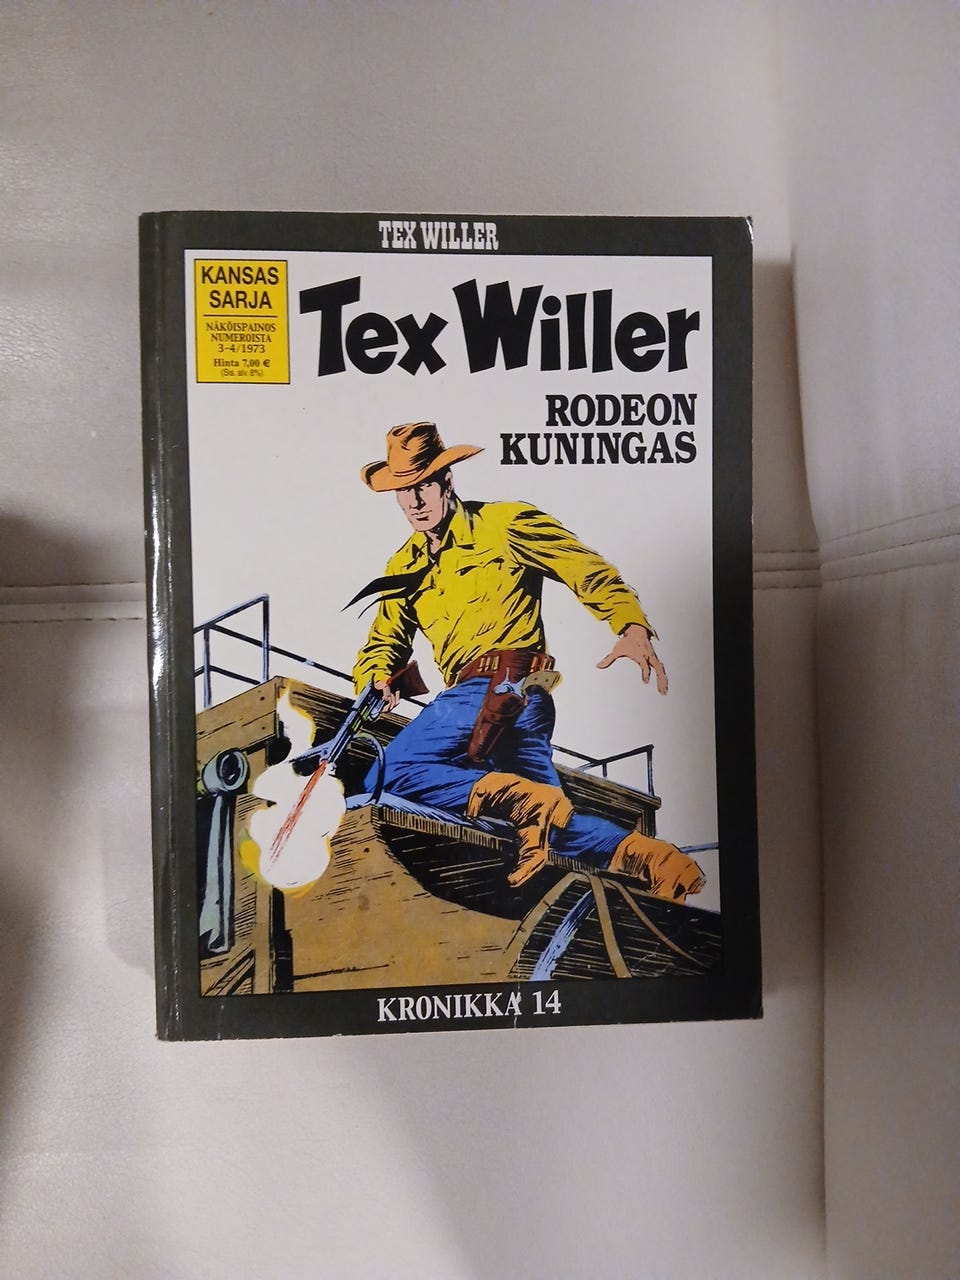 TEX WILLER
KANSAS
SARJA
NÄKÖISPAINOS
NUMEROISTA
3-4/1973
Hinta 7,00 €
(Sis. alv. 8%)
Tex Willer
RODEON
KUNINGAS
KRONIKKA 14